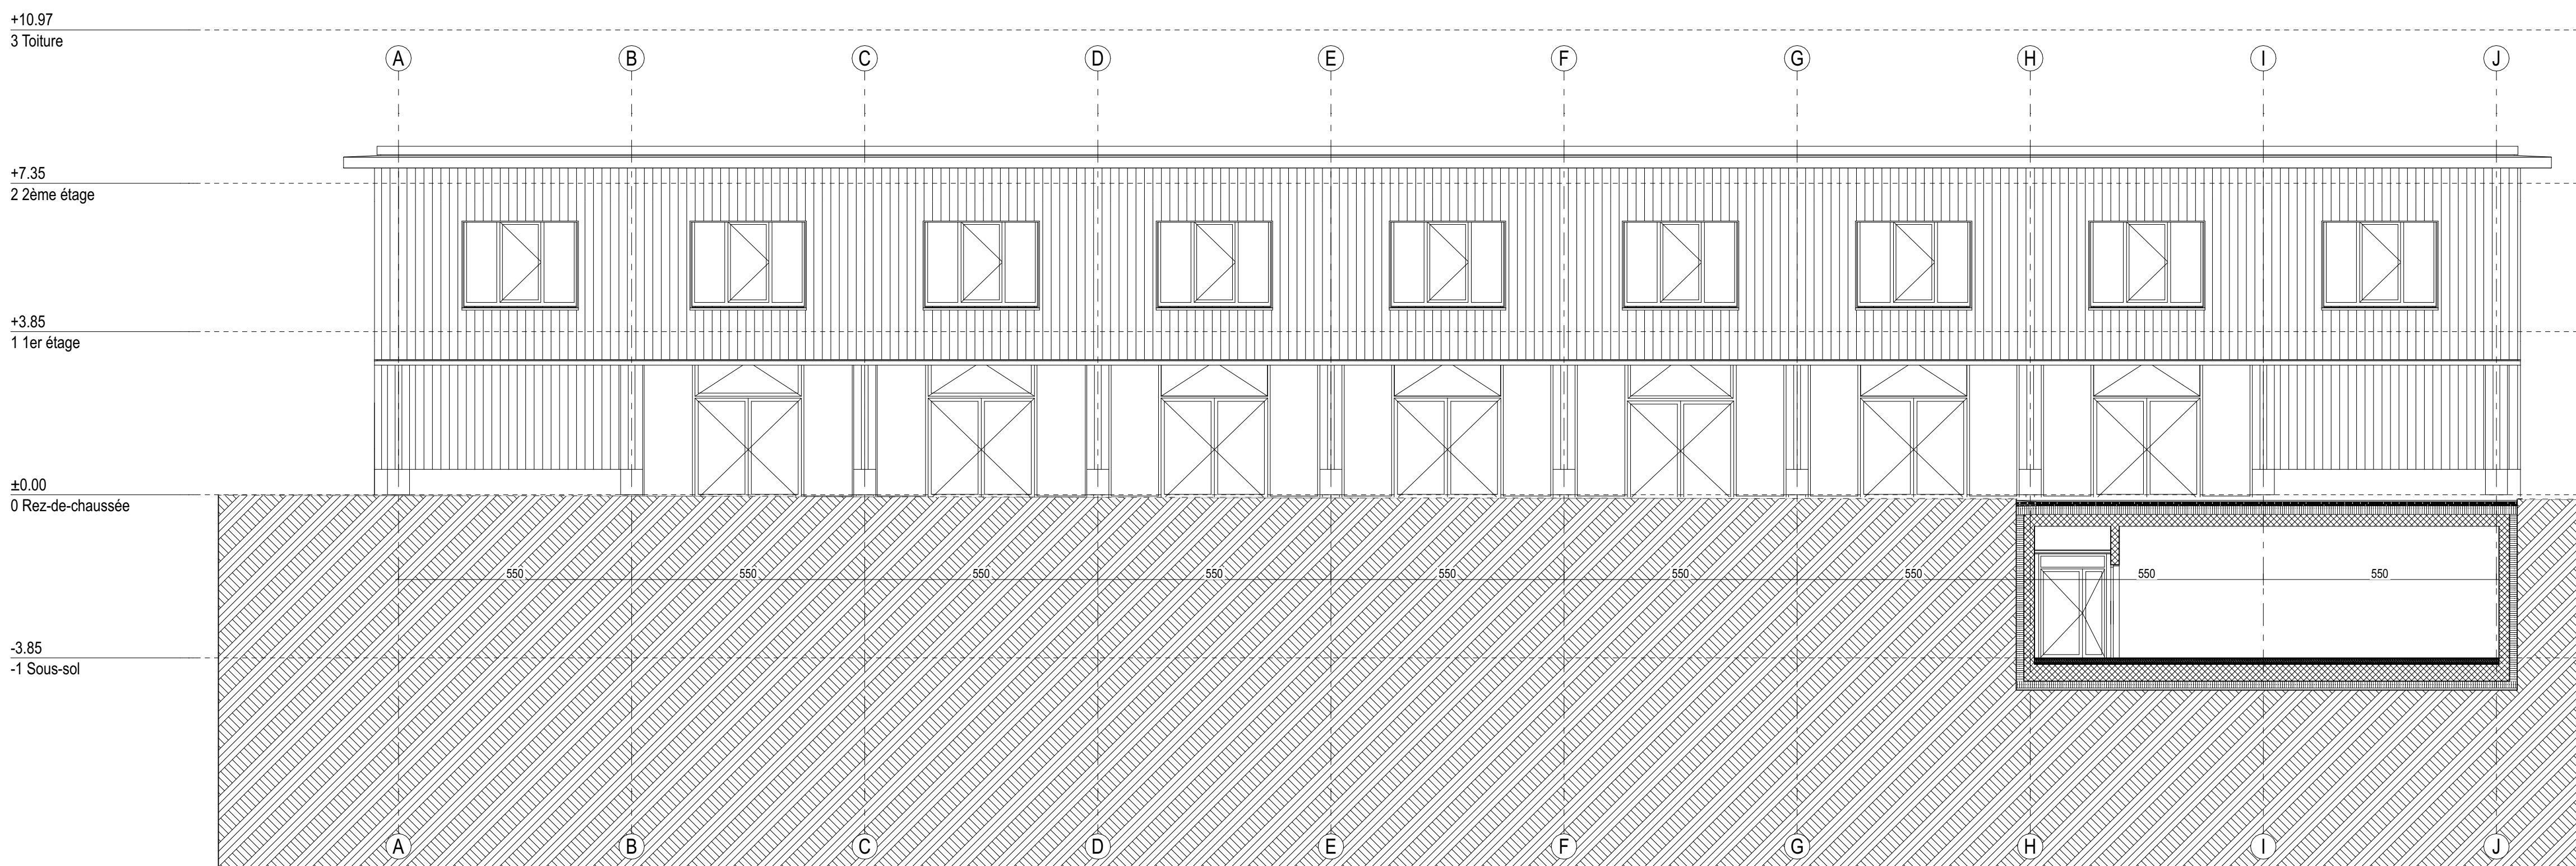 +10.97
3 Toiture
A B C D E F G H I J
+7.35
2 2ème étage
+3.85
1 1er étage
±0.00
0 Rez-de-chaussée
550 550 550 550 550 550 550 550 550
-3.85
-1 Sous-sol
A B C D E F G H I J